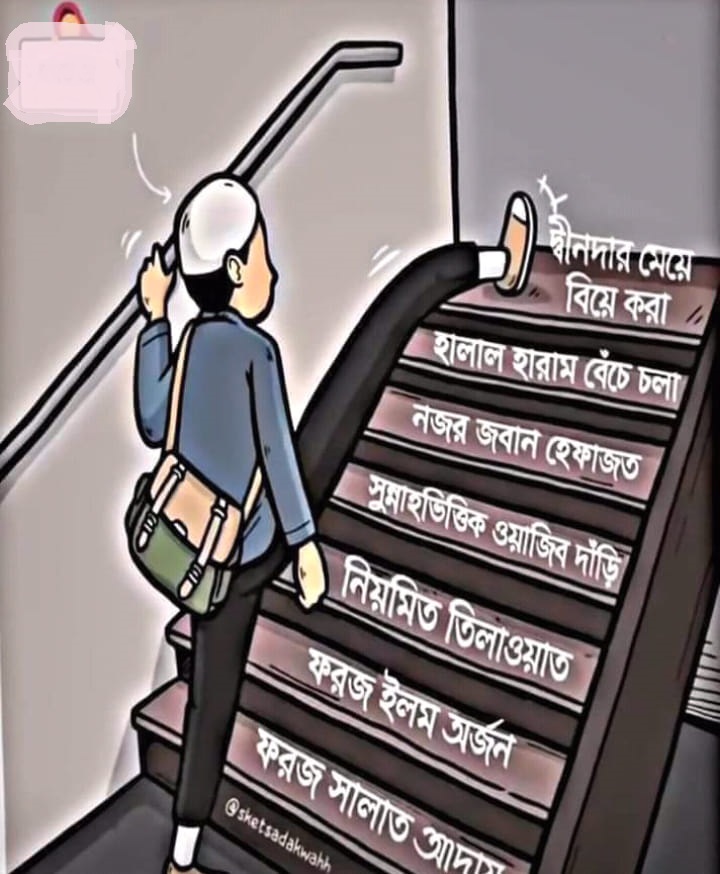 দ্বীনদার মেয়ে
বিয়ে করা
হালাল হারাম বেঁচে চলা
নজর জবান হেফাজত
সুন্নাহভিত্তিক ওয়াজিব দাঁড়ি
নিয়মিত তিলাওয়াত
ফরজ ইলম অর্জন
ফরজ সালাত আদায়
@sketsadakwahh